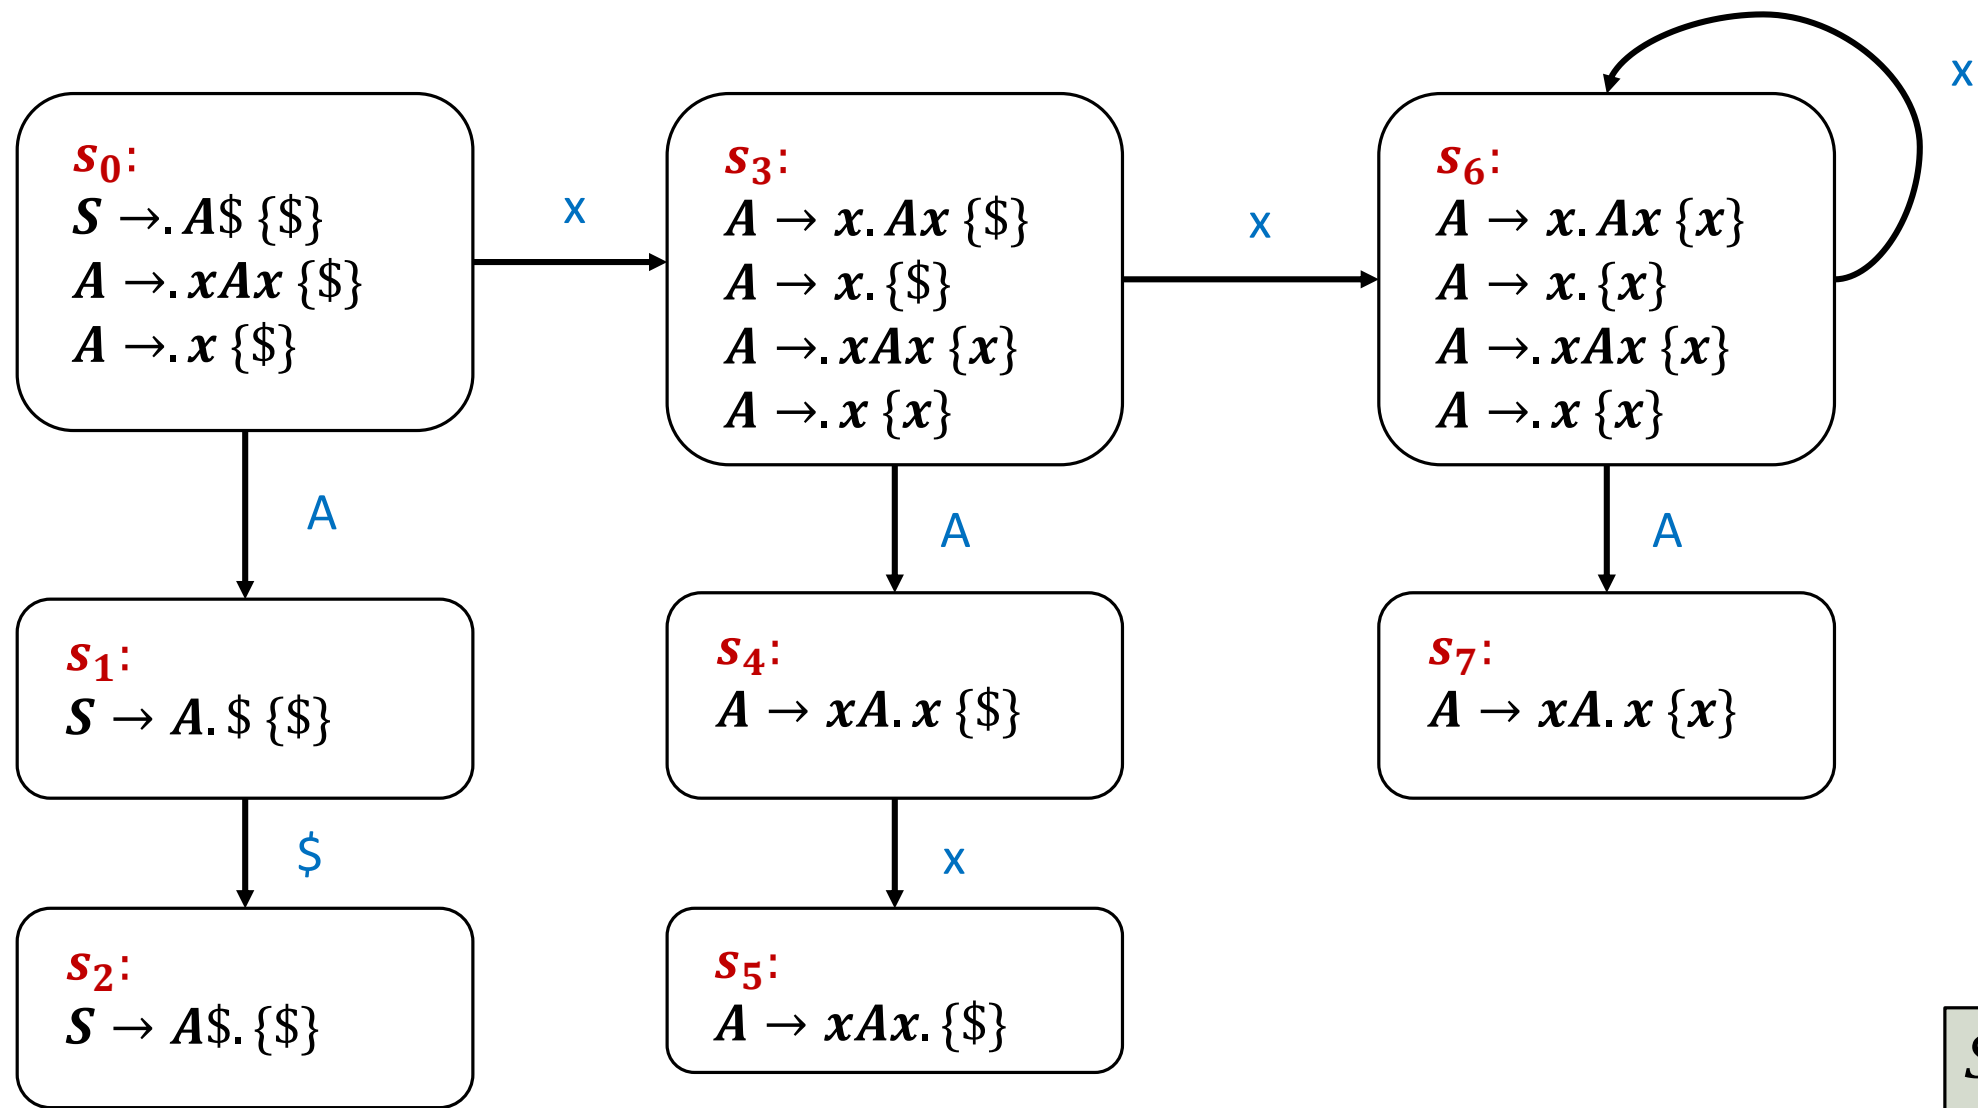 s₀:
S →. A$ {$}
A →. xAx {$}
A →. x {$}
x
s₃:
A → x. Ax {$}
A → x. {$}
A →. xAx {x}
A →. x {x}
x
s₆:
A → x. Ax {x}
A → x. {x}
A →. xAx {x}
A →. x {x}
x
A
A
A
s₁:
S → A. $ {$}
s₄:
A → xA. x {$}
s₇:
A → xA. x {x}
$
x
s₂:
S → A$. {$}
s₅:
A → xAx. {$}